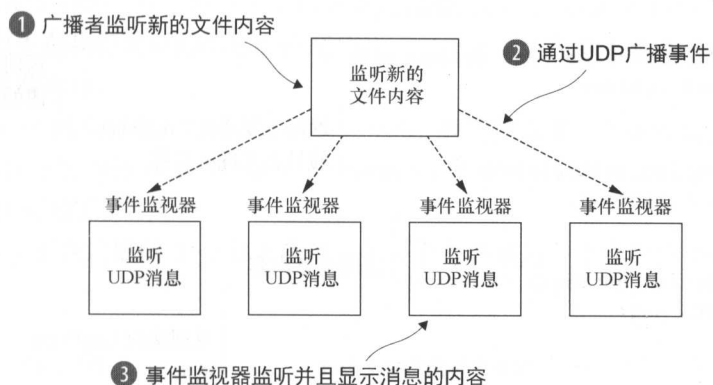 ❶ 广播者监听新的文件内容
❷ 通过UDP广播事件
监听新的
文件内容
事件监视器
事件监视器
事件监视器
事件监视器
监听
UDP消息
监听
UDP消息
监听
UDP消息
监听
UDP消息
❸ 事件监视器监听并且显示消息的内容